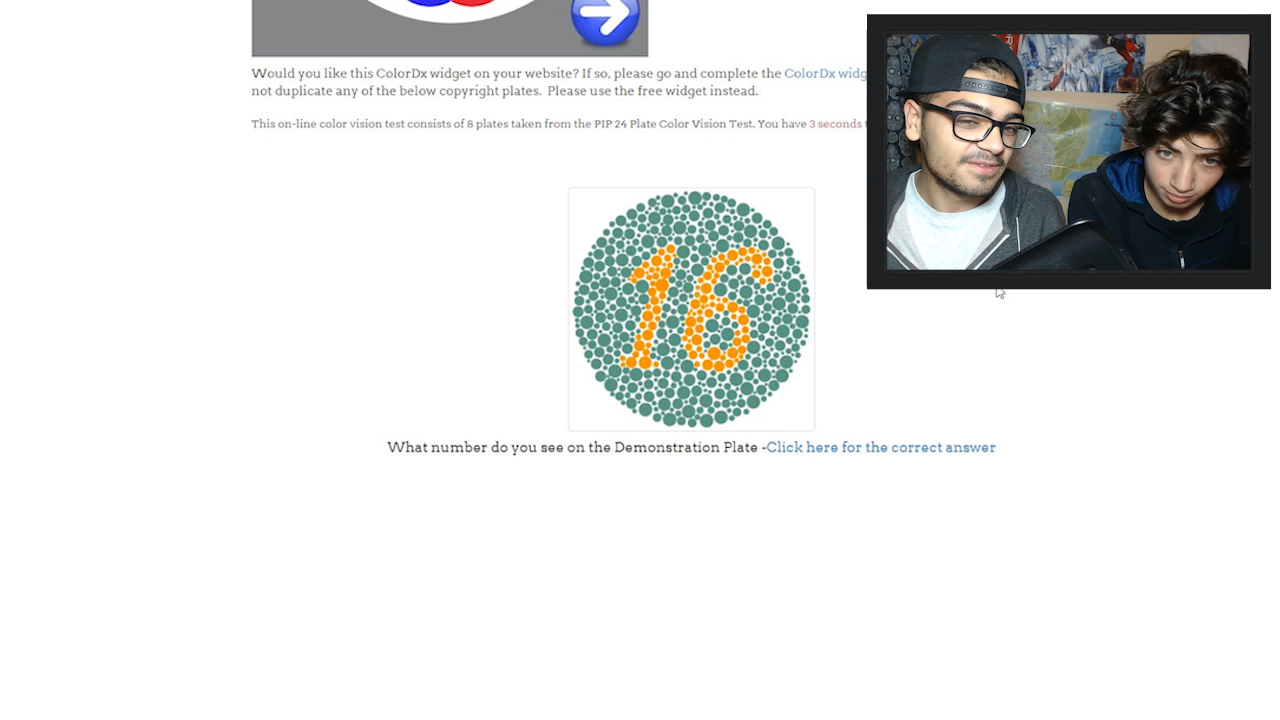 Would you like this ColorDx widget on your website? If so, please go and complete the ColorDx widg
not duplicate any of the below copyright plates. Please use the free widget instead.
This on-line color vision test consists of 8 plates taken from the PIP 24 Plate Color Vision Test. You have 3 seconds
16
What number do you see on the Demonstration Plate -Click here for the correct answer